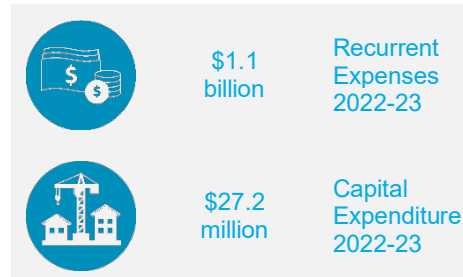 $1.1
billion
Recurrent
Expenses
2022-23
$27.2
million
Capital
Expenditure
2022-23